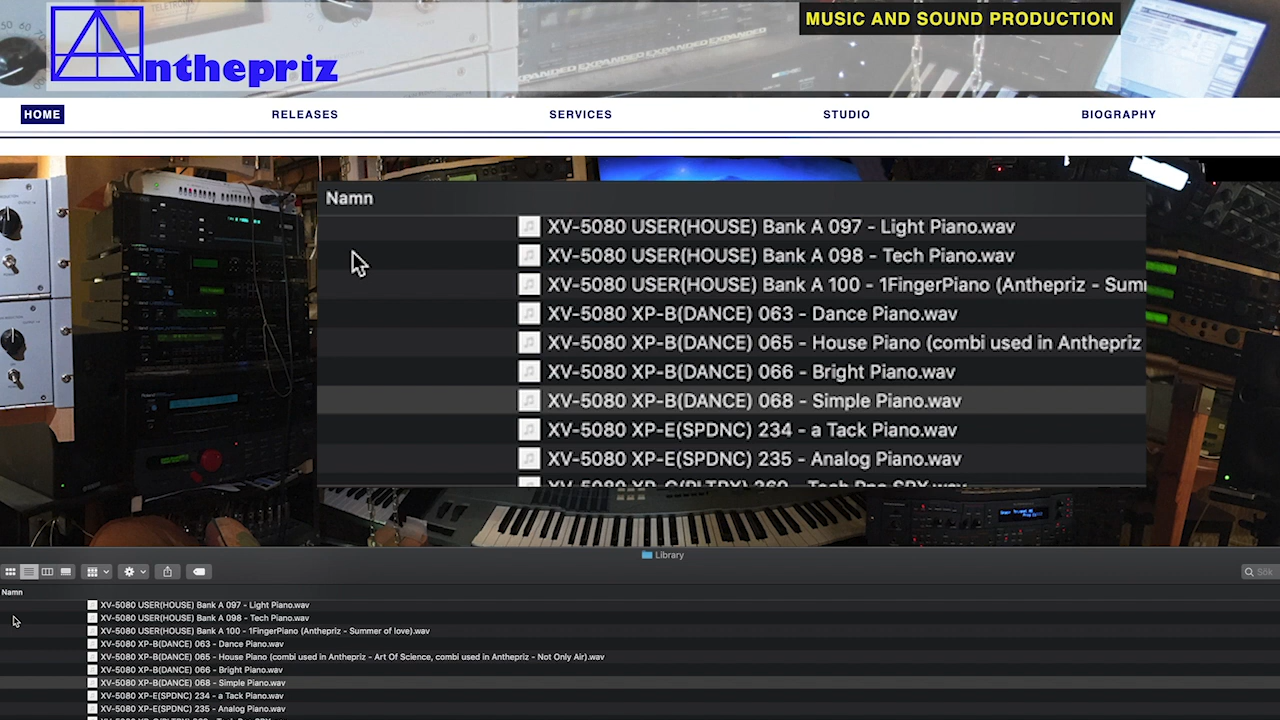 Anthepriz
MUSIC AND SOUND PRODUCTION
HOME
RELEASES
SERVICES
STUDIO
BIOGRAPHY
Namn
XV-5080 USER(HOUSE) Bank A 097 - Light Piano.wav
XV-5080 USER(HOUSE) Bank A 098 - Tech Piano.wav
XV-5080 USER(HOUSE) Bank A 100 - 1FingerPiano (Anthepriz - Sum
XV-5080 XP-B(DANCE) 063 - Dance Piano.wav
XV-5080 XP-B(DANCE) 065 - House Piano (combi used in Anthepriz
XV-5080 XP-B(DANCE) 066 - Bright Piano.wav
XV-5080 XP-B(DANCE) 068 - Simple Piano.wav
XV-5080 XP-E(SPDNC) 234 - a Tack Piano.wav
XV-5080 XP-E(SPDNC) 235 - Analog Piano.wav
Library
Sök
Namn
XV-5080 USER(HOUSE) Bank A 097 - Light Piano.wav
XV-5080 USER(HOUSE) Bank A 098 - Tech Piano.wav
XV-5080 USER(HOUSE) Bank A 100 - 1FingerPiano (Anthepriz - Summer of love).wav
XV-5080 XP-B(DANCE) 063 - Dance Piano.wav
XV-5080 XP-B(DANCE) 065 - House Piano (combi used in Anthepriz - Art Of Science, combi used in Anthepriz - Not Only Air).wav
XV-5080 XP-B(DANCE) 066 - Bright Piano.wav
XV-5080 XP-B(DANCE) 068 - Simple Piano.wav
XV-5080 XP-E(SPDNC) 234 - a Tack Piano.wav
XV-5080 XP-E(SPDNC) 235 - Analog Piano.wav